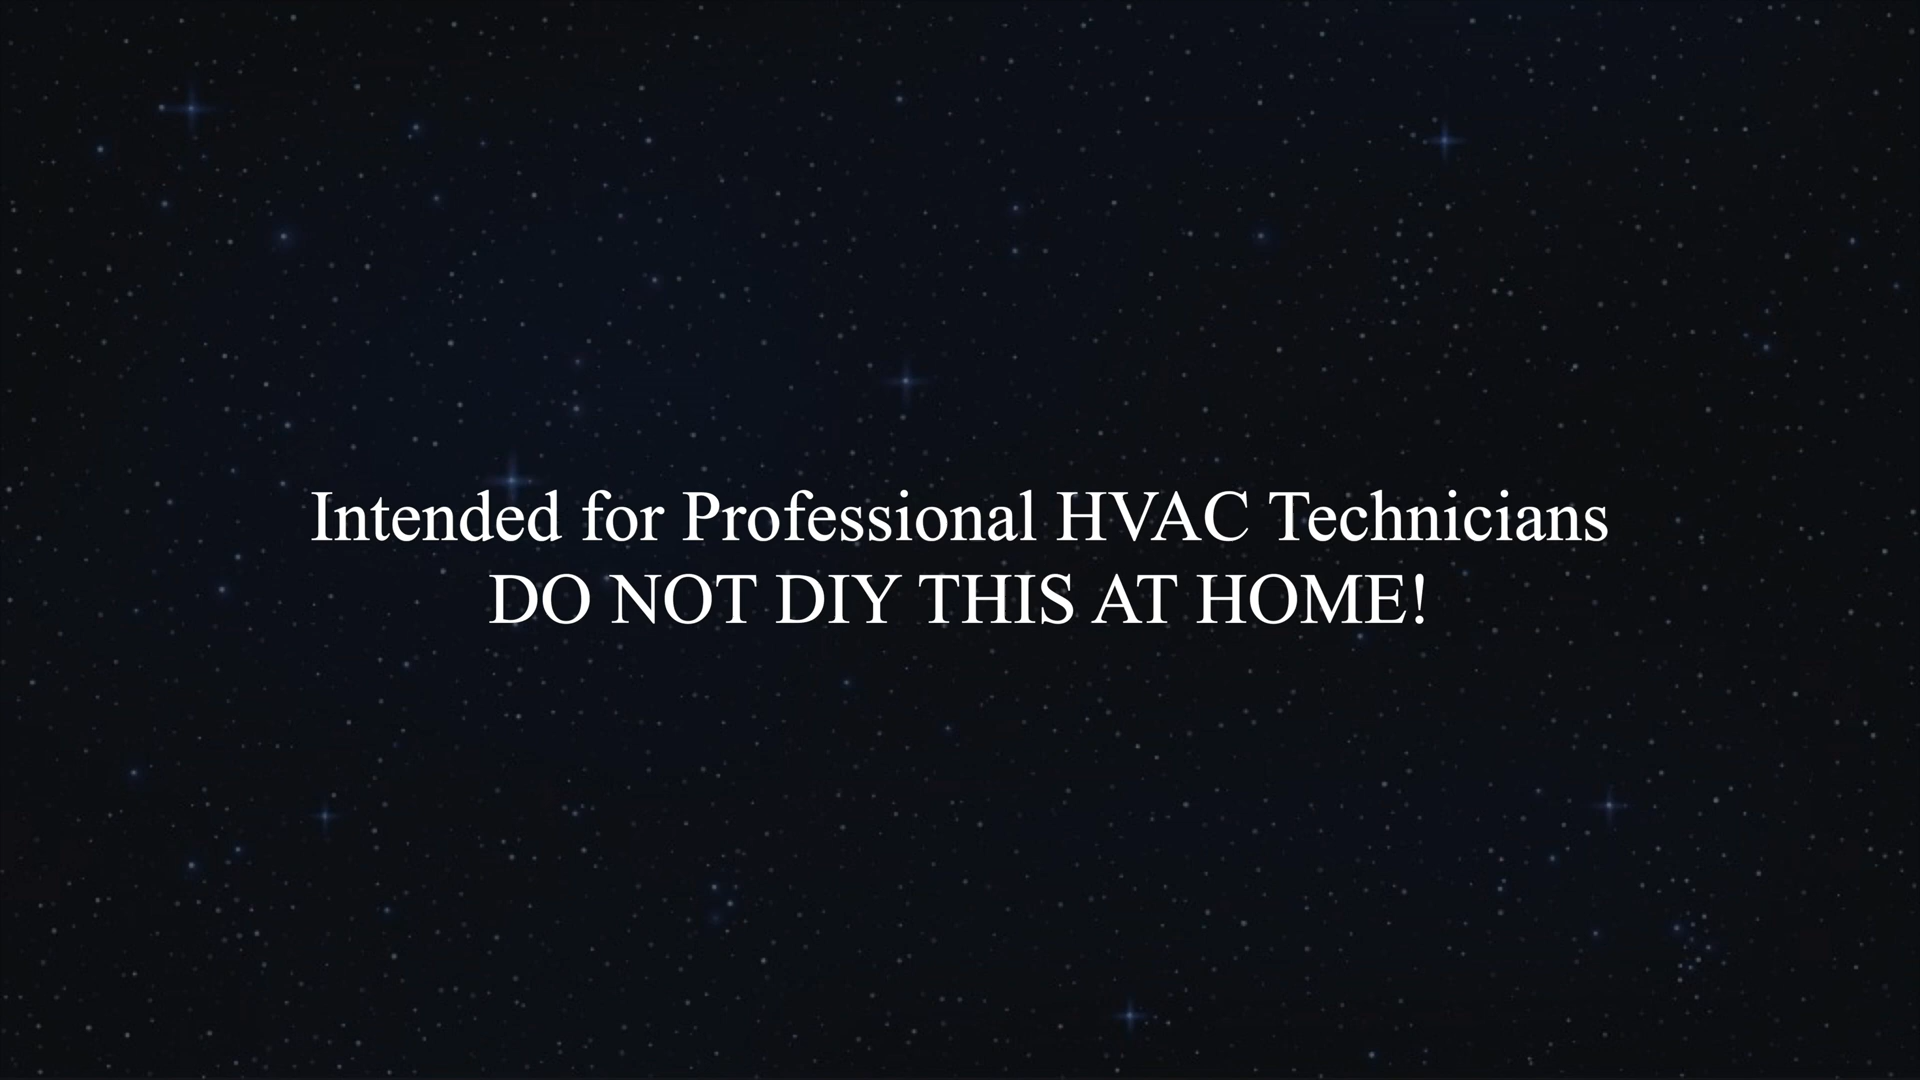 Intended for Professional HVAC Technicians
DO NOT DIY THIS AT HOME!